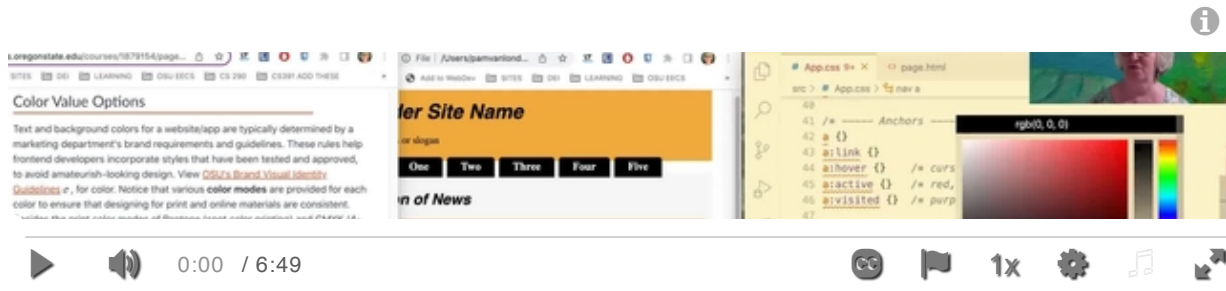 .oregonstate.edu/courses/1879154/page...
SITES DEI LEARNING OSU EECS CS 290 CS391 ADD THESE
Color Value Options
Text and background colors for a website/app are typically determined by a
marketing department's brand requirements and guidelines. These rules help
frontend developers incorporate styles that have been tested and approved,
to avoid amateurish-looking design. View OSU's Brand Visual Identity
Guidelines, for color. Notice that various color modes are provided for each
color to ensure that designing for print and online materials are consistent.
File /Users/pamvanlond...
Add to WebDev SITES DEI LEARNING OSU EECS
der Site Name
or slogan
One Two Three Four Five
n of News
App.css 9+ page.html
src > # App.css > nav a
40
41 /* ----- Anchors ----
42 a {}
43 a:link {}
44 a:hover {} /* curs
45 a:active {} /* red,
46 a:visited {} /* purp
47
rgb(0, 0, 0)
0:00 / 6:49
CC
1x